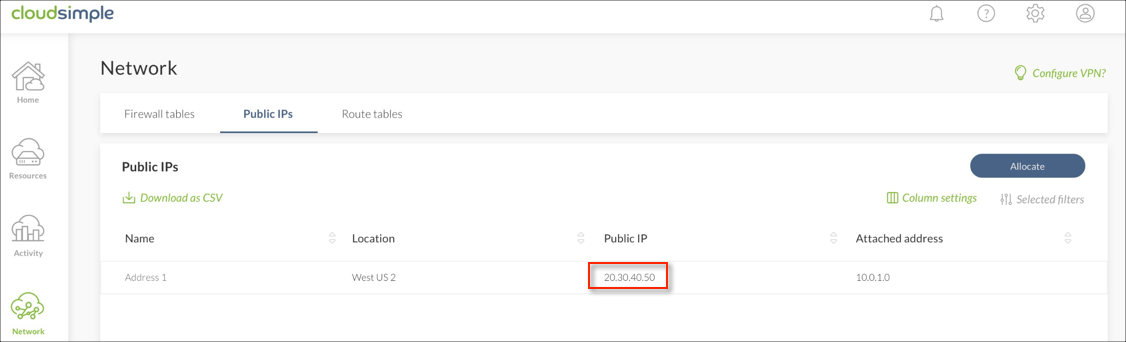 cloudsimple
Network
Configure VPN?
Home
Firewall tables Public IPs Route tables
Public IPs
Allocate
Resources
Download as CSV
Column settings
Selected filters
Name Location Public IP Attached address
Activity
Address 1 West US 2 20.30.40.50 10.0.1.0
Network